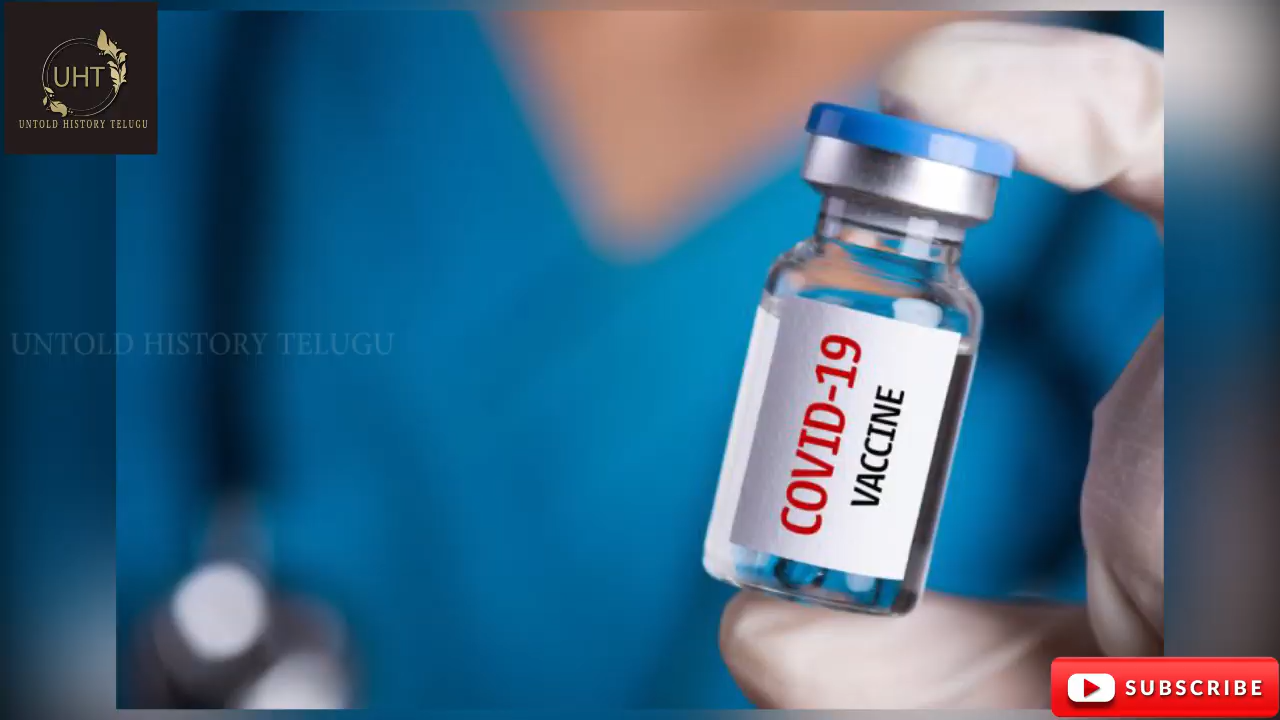 UHT
UNTOLD HISTORY TELUGU
UNTOLD HISTORY TELUGU
COVID-19
VACCINE
SUBSCRIBE